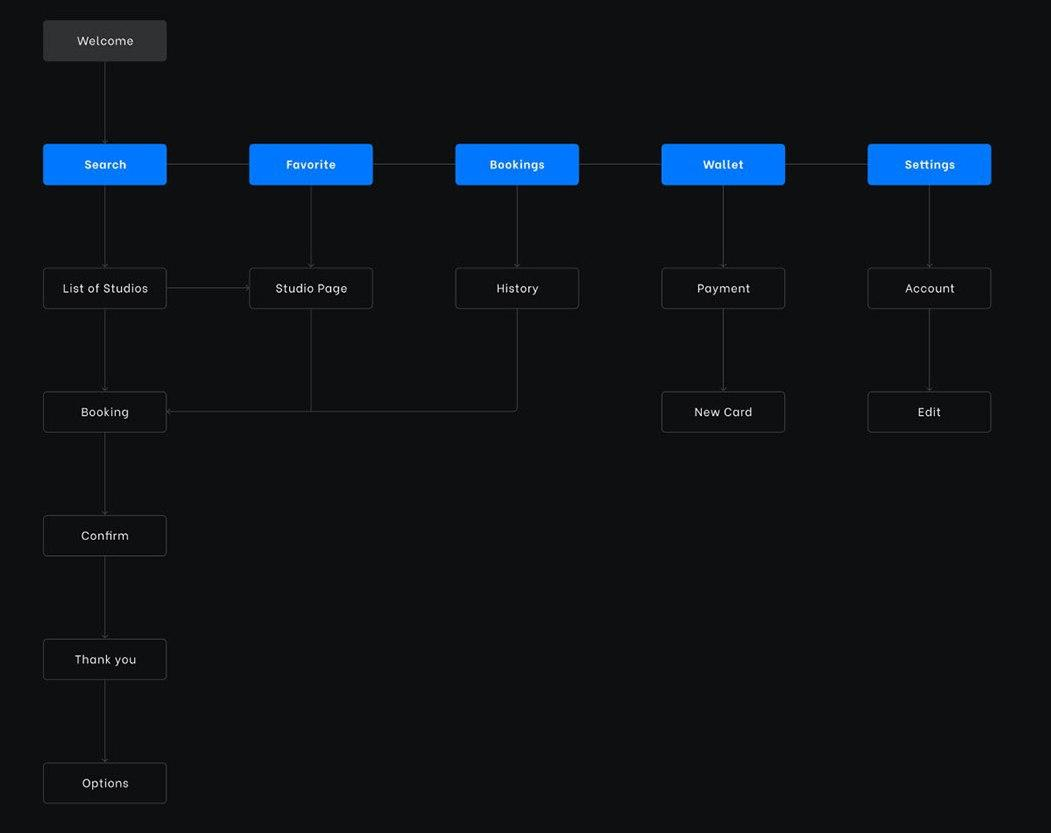 Welcome
Search
Favorite
Bookings
Wallet
Settings
List of Studios
Studio Page
History
Payment
Account
Booking
New Card
Edit
Confirm
Thank you
Options